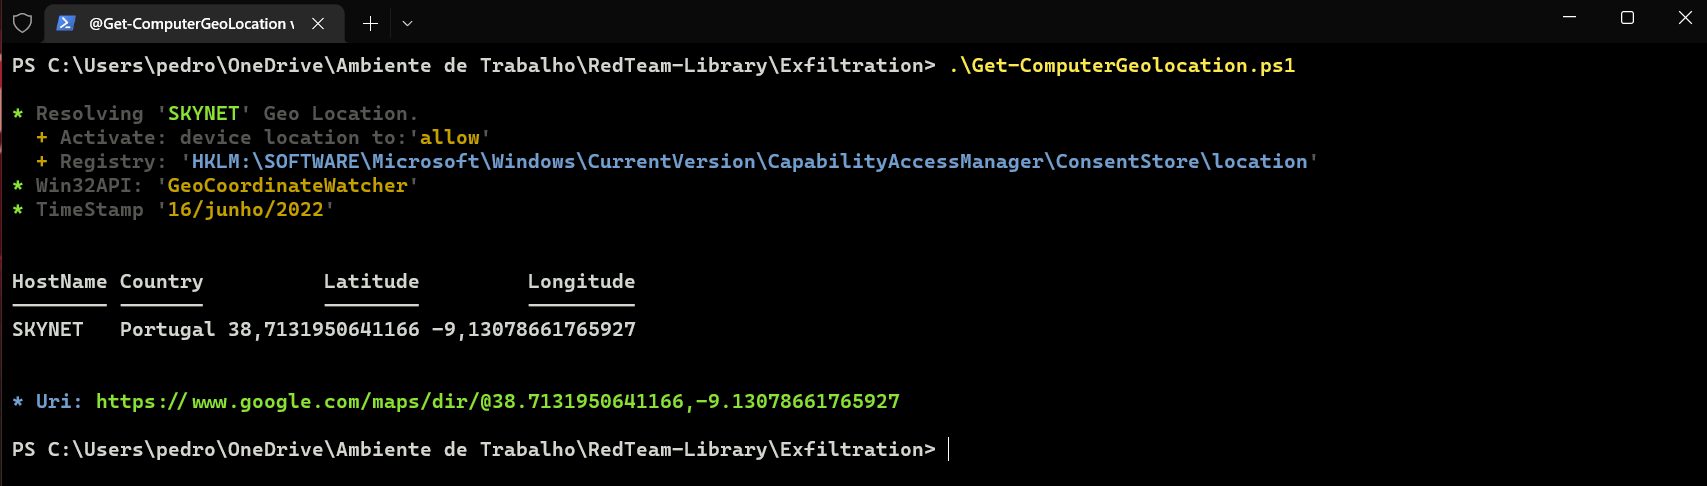 @Get-ComputerGeoLocation v
PS C:\Users\pedro\OneDrive\Ambiente de Trabalho\RedTeam-Library\Exfiltration> .\Get-ComputerGeolocation.ps1
* Resolving 'SKYNET' Geo Location.
+ Activate: device location to:'allow'
+ Registry: 'HKLM:\SOFTWARE\Microsoft\Windows\CurrentVersion\CapabilityAccessManager\ConsentStore\location'
* Win32API: 'GeoCoordinateWatcher'
* TimeStamp '16/junho/2022'
HostName Country Latitude Longitude
-------- ------- -------- ---------
SKYNET Portugal 38,7131950641166 -9,13078661765927
* Uri: https://www.google.com/maps/dir/@38.7131950641166,-9.13078661765927
PS C:\Users\pedro\OneDrive\Ambiente de Trabalho\RedTeam-Library\Exfiltration>